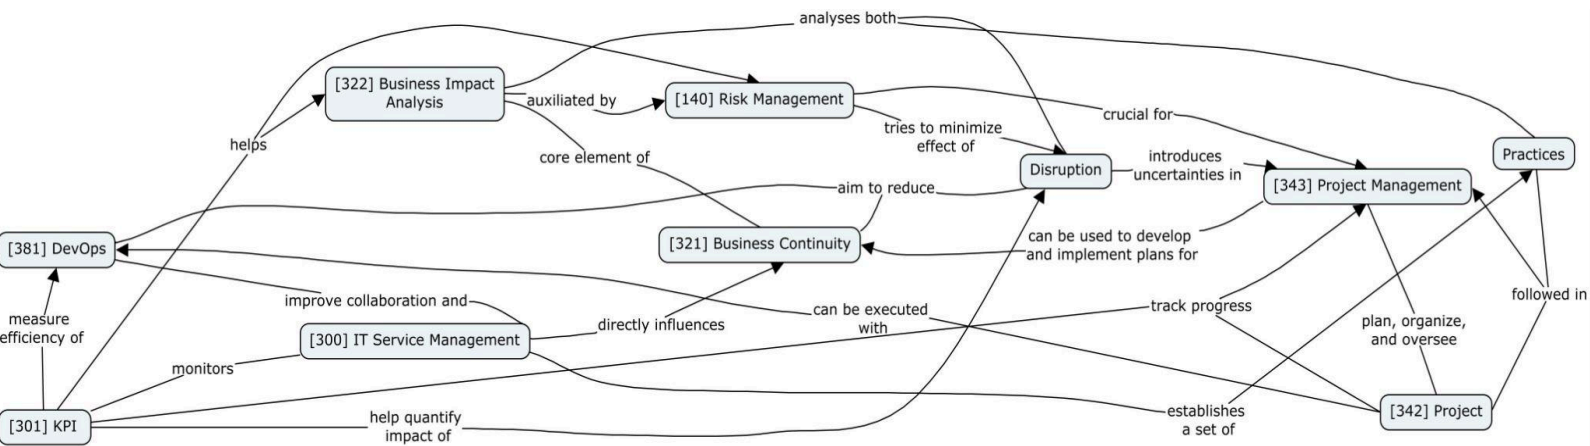 analyses both
[322] Business Impact
Analysis
auxiliated by
[140] Risk Management
crucial for
helps
tries to minimize
effect of
core element of
Practices
Disruption
introduces
uncertainties in
[343] Project Management
aim to reduce
[381] DevOps
[321] Business Continuity
can be used to develop
and implement plans for
improve collaboration and
can be executed
with
track progress
followed in
measure
efficiency of
directly influences
plan, organize,
and oversee
[300] IT Service Management
monitors
[301] KPI
help quantify
impact of
establishes
a set of
[342] Project